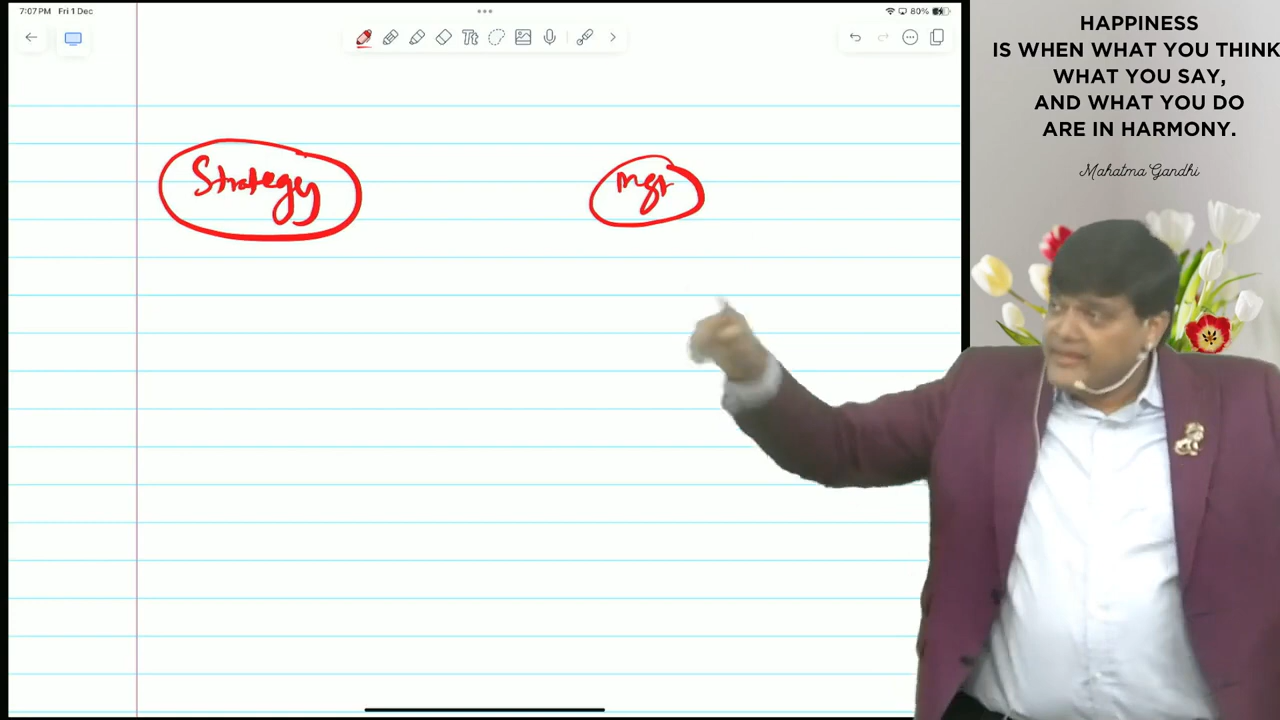 7:07 PM Fri 1 Dec
80%
Tt
Strategy
mgt
HAPPINESS
IS WHEN WHAT YOU THINK
WHAT YOU SAY,
AND WHAT YOU DO
ARE IN HARMONY.
Mahatma Gandhi